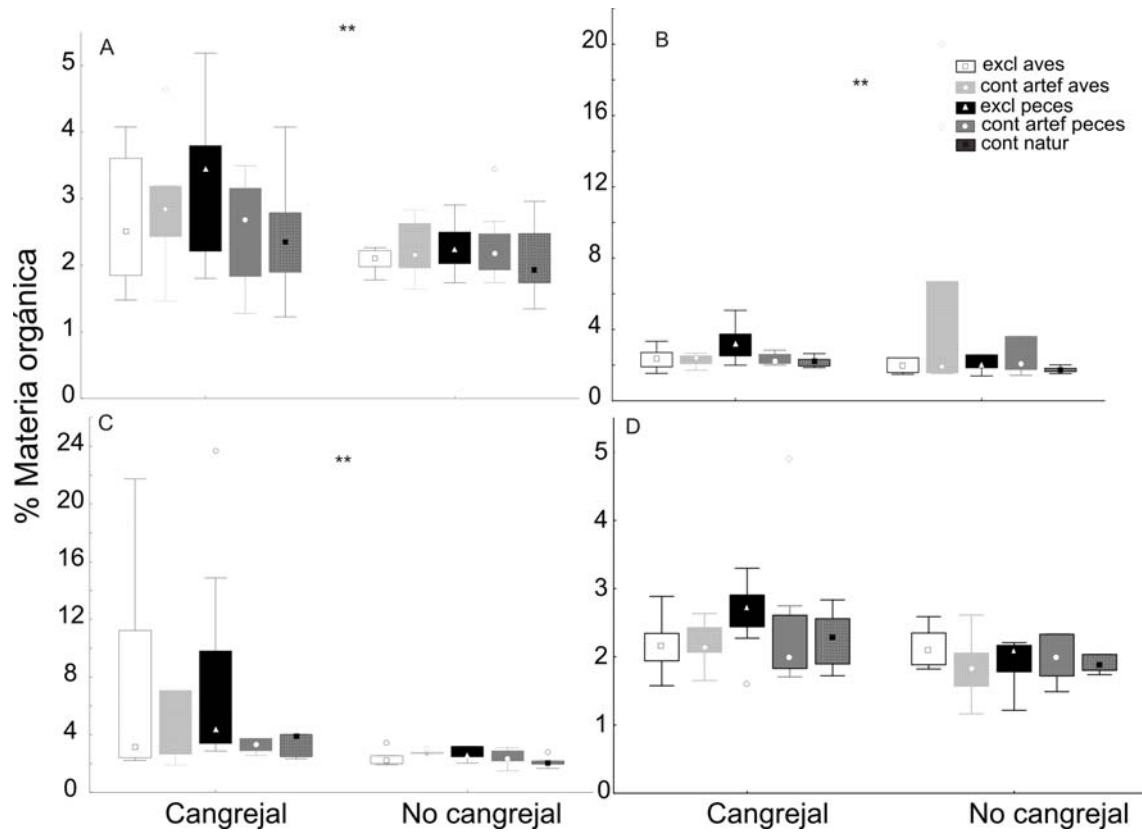 % Materia orgánica
A
**
5
4
3
2
1
0
B
**
20
16
12
8
4
0
excl aves
cont artef aves
excl peces
cont artef peces
cont natur
C
**
24
20
16
12
8
4
0
Cangrejal No cangrejal
D
5
4
3
2
1
0
Cangrejal No cangrejal